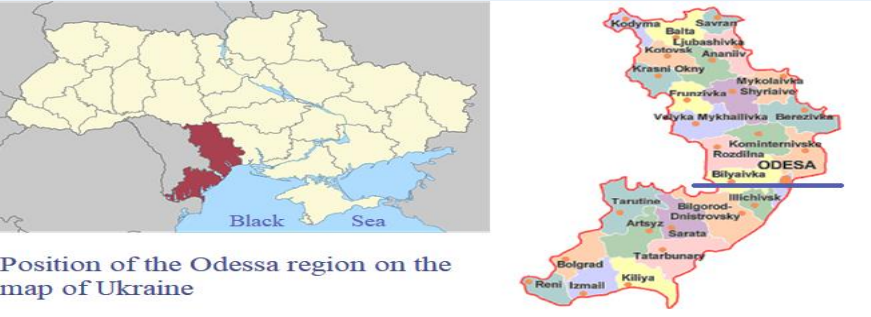 Black Sea
Position of the Odessa region on the
map of Ukraine
Kodyma
Savran
Balta
Ljubashivka
Kotovsk
Ananiiv
Krasni Okny
Mykolaivka
Frunzivka
Shyriaive
Velyka Mykhailivka
Berezivka
Kominternivske
Rozdilna
ODESA
Bilyaivka
Illichivsk
Tarutine
Bilgorod-
Dnistrovsky
Artsyz
Sarata
Tatarbunary
Bolgrad
Reni
Izmail
Kiliya